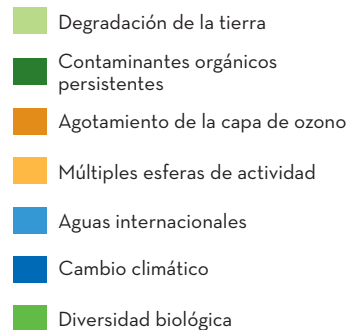 Degradación de la tierra
Contaminantes orgánicos
persistentes
Agotamiento de la capa de ozono
Múltiples esferas de actividad
Aguas internacionales
Cambio climático
Diversidad biológica